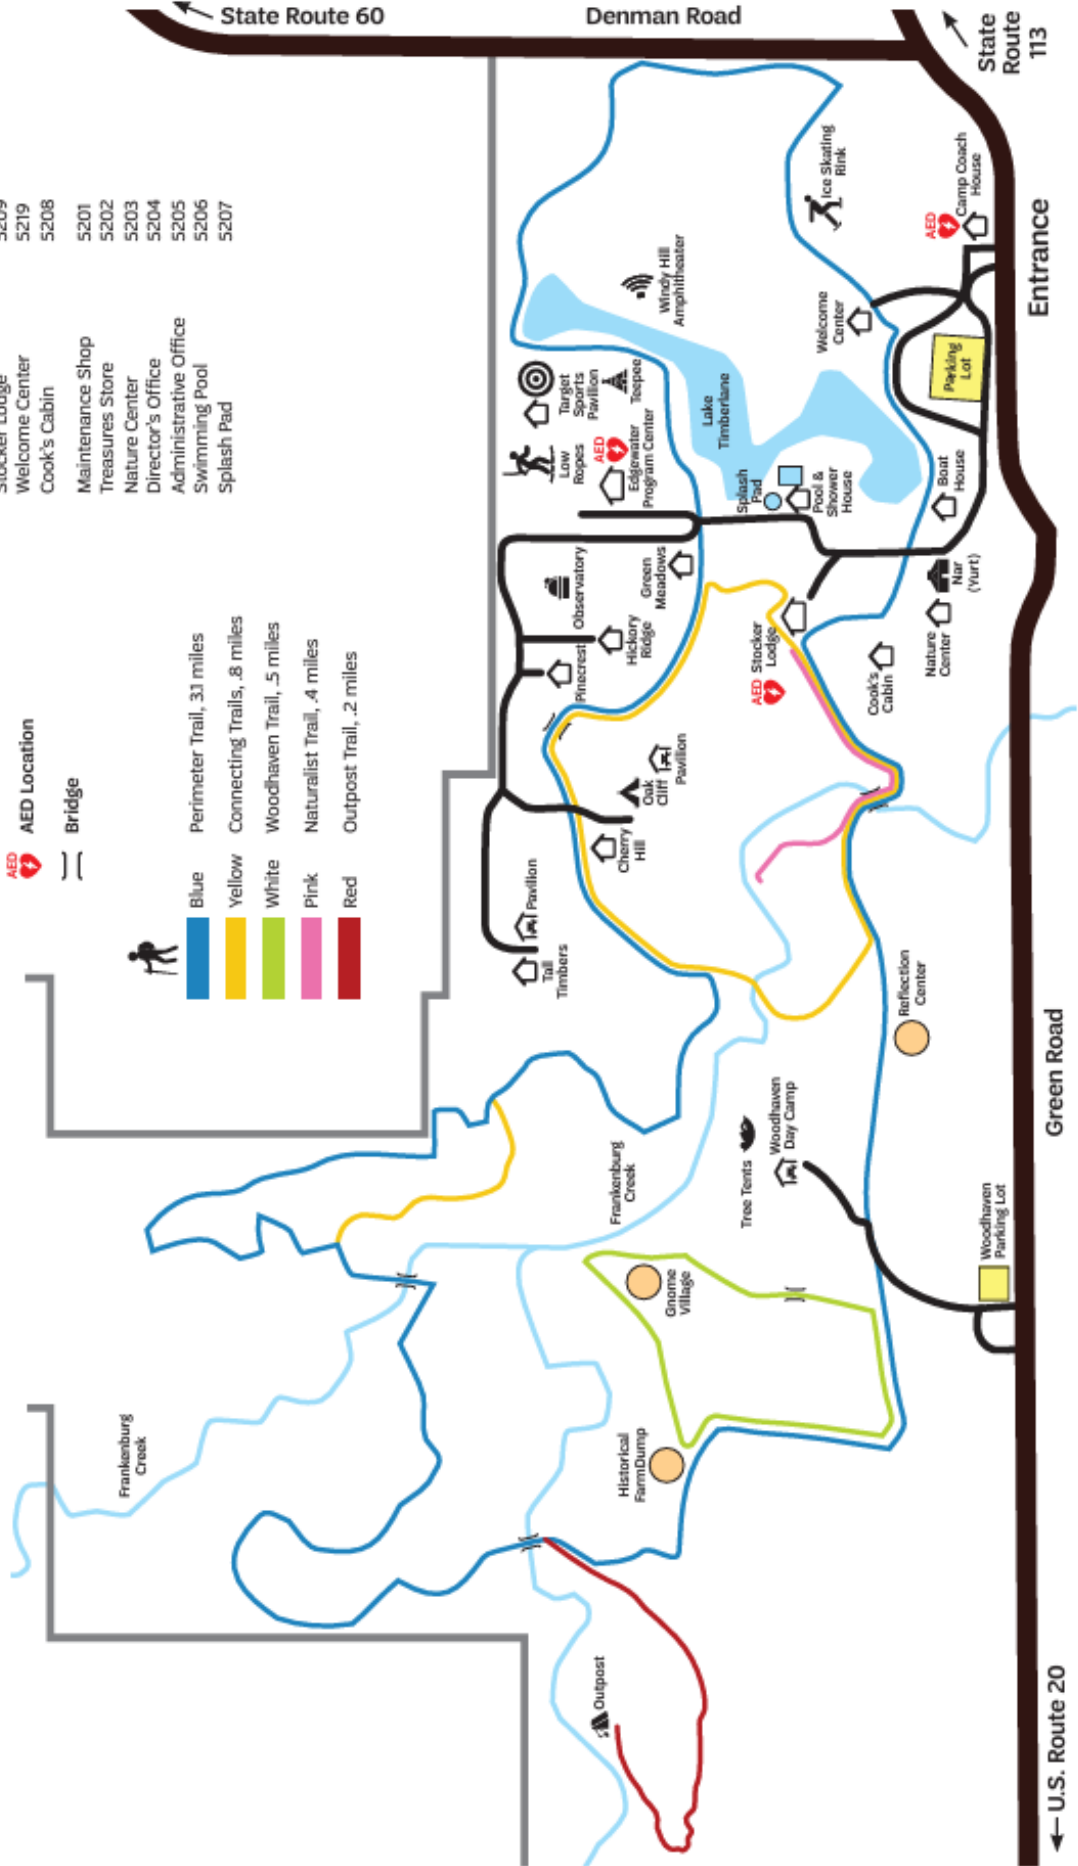 State Route 60
Denman Road
State
Route
113
5209
5219
5208
5201
5202
5203
5204
5205
5206
5207
Stocker Lodge
Welcome Center
Cook's Cabin
Maintenance Shop
Treasures Store
Nature Center
Director's Office
Administrative Office
Swimming Pool
Splash Pad
AED
AED Location
Bridge
Blue
Perimeter Trail, 3.1 miles
Yellow
Connecting Trails, .8 miles
White
Woodhaven Trail, .5 miles
Pink
Naturalist Trail, .4 miles
Red
Outpost Trail, .2 miles
Ice Skating
Rink
AED
Camp Coach
House
Entrance
Windy Hill
Amphitheater
Welcome
Center
Parking
Lot
Target
Sports
Pavilion
Teepee
Lake
Timberlane
Low
Ropes
AED
Edgewater
Program Center
Splash
Pad
Pool &
Shower
House
Boat
House
Observatory
Green
Meadows
Nar
(Yurt)
Nature
Center
Hickory
Ridge
Pinecrest
AED
Stocker
Lodge
Cook's
Cabin
Oak
Cliff
Pavilion
Cherry
Hill
Pavilion
Tall
Timbers
Reflection
Center
Green Road
Frankenburg
Creek
Tree Tents
Woodhaven
Day Camp
Woodhaven
Parking Lot
Gnome
Village
Historical
FarmDump
Frankenburg
Creek
Outpost
U.S. Route 20